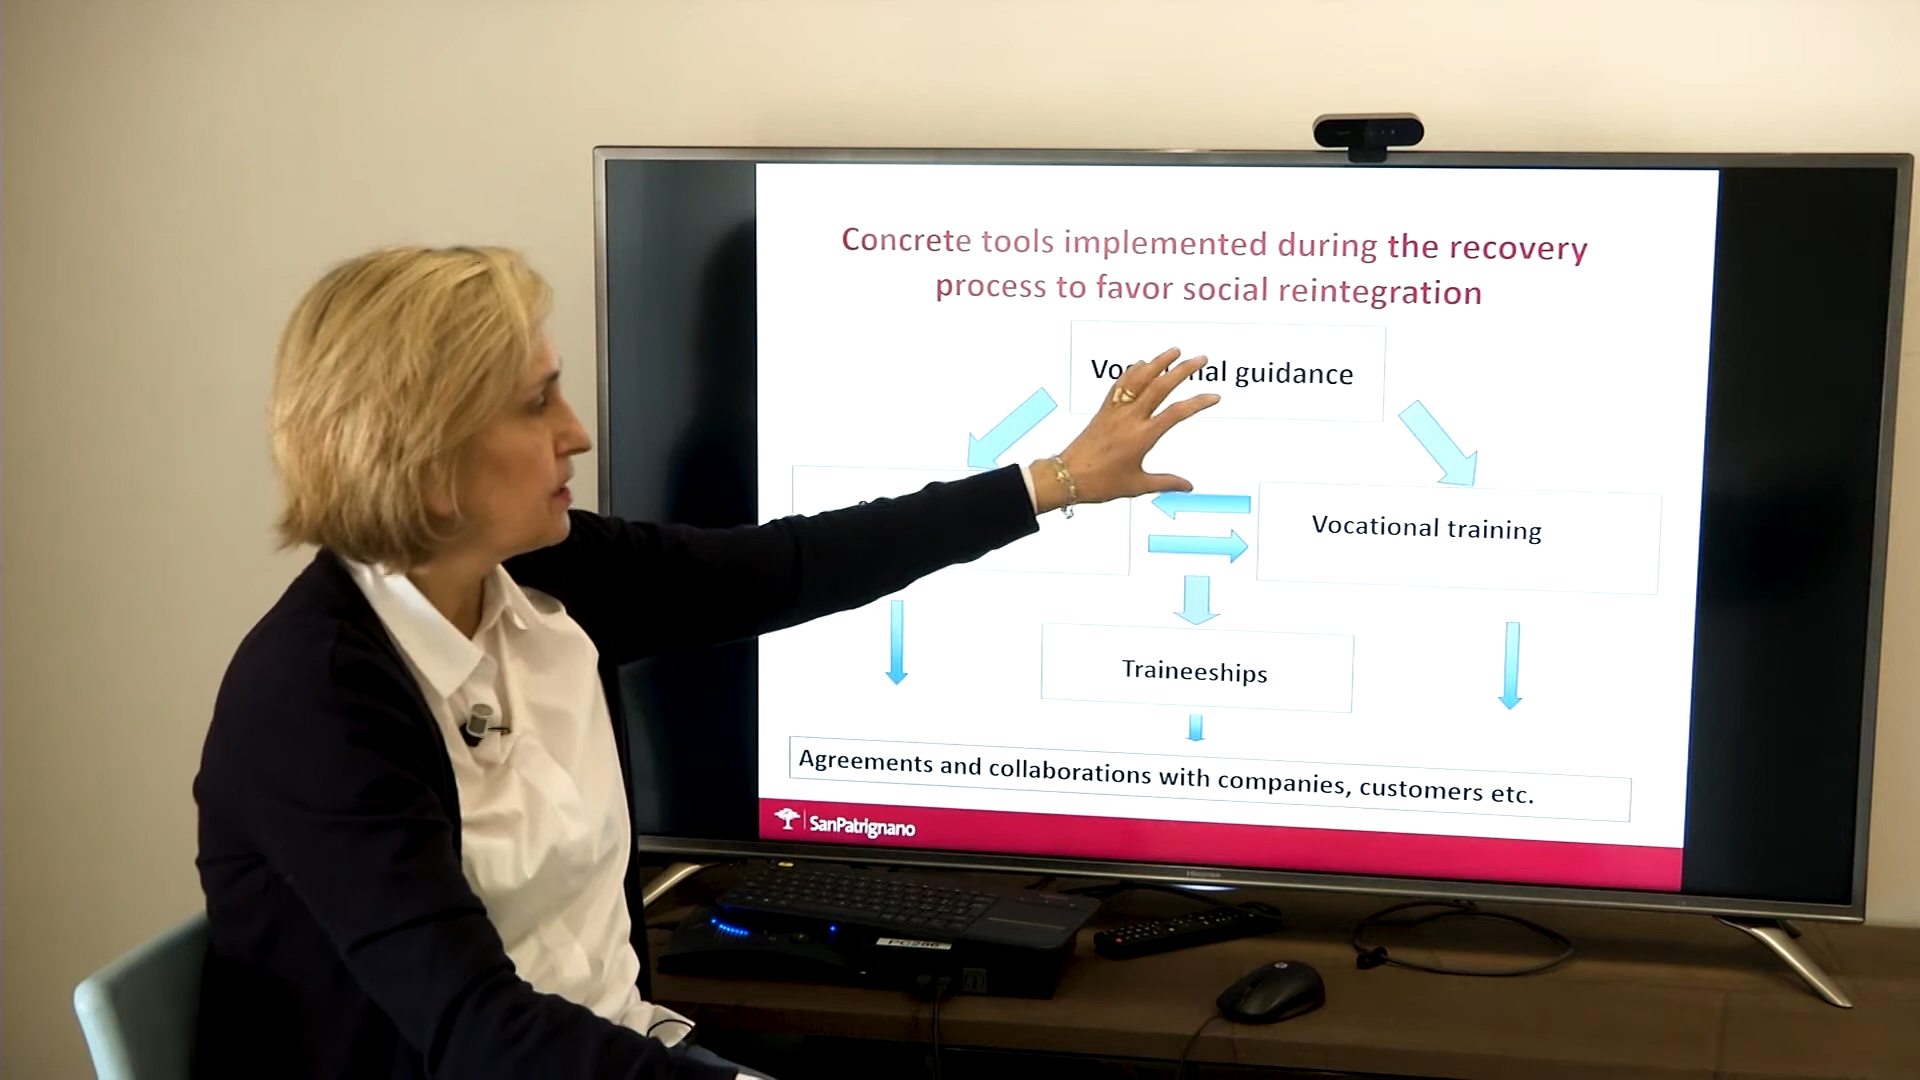 Concrete tools implemented during the recovery
process to favor social reintegration
guidance
Vocational training
Traineeships
Agreements and collaborations with companies, customers etc.
SanPatrignano
Hisense